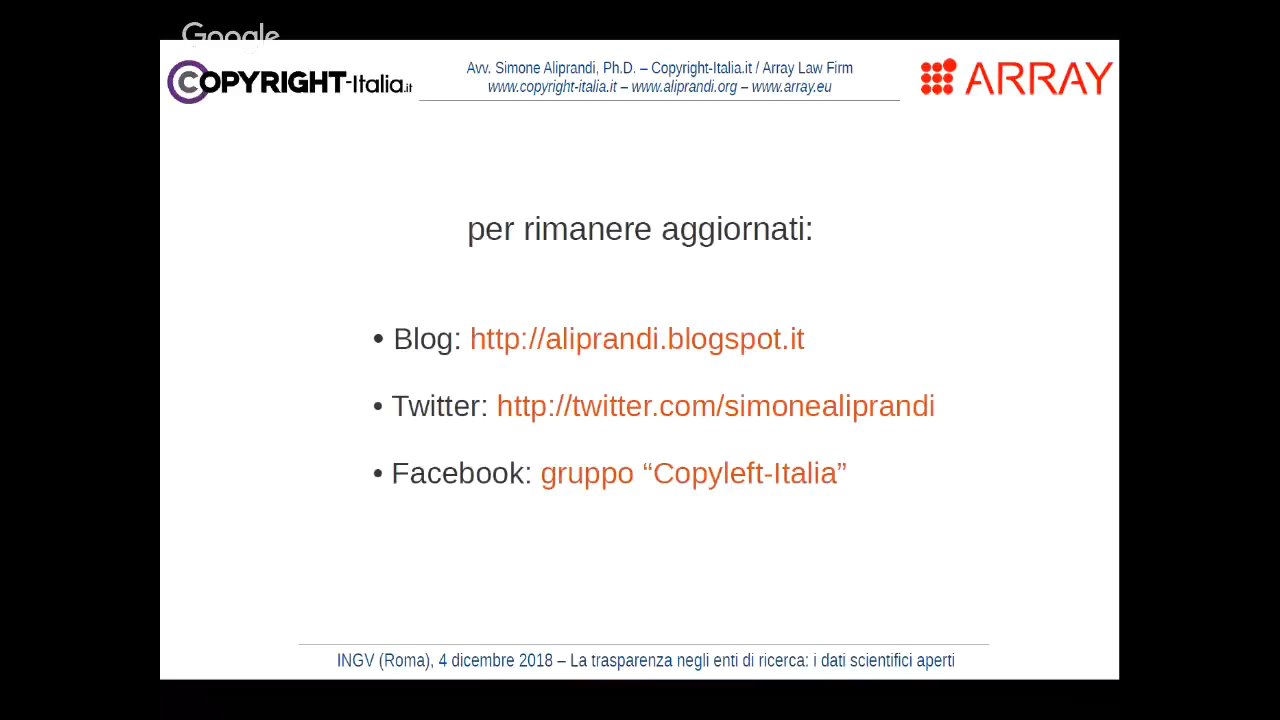 Google
COPYRIGHT-Italia.it
Avv. Simone Aliprandi, Ph.D. – Copyright-Italia.it / Array Law Firm
www.copyright-italia.it – www.aliprandi.org – www.array.eu
ARRAY
per rimanere aggiornati:
• Blog: http://aliprandi.blogspot.it
• Twitter: http://twitter.com/simonealiprandi
• Facebook: gruppo “Copyleft-Italia”
INGV (Roma), 4 dicembre 2018 – La trasparenza negli enti di ricerca: i dati scientifici aperti